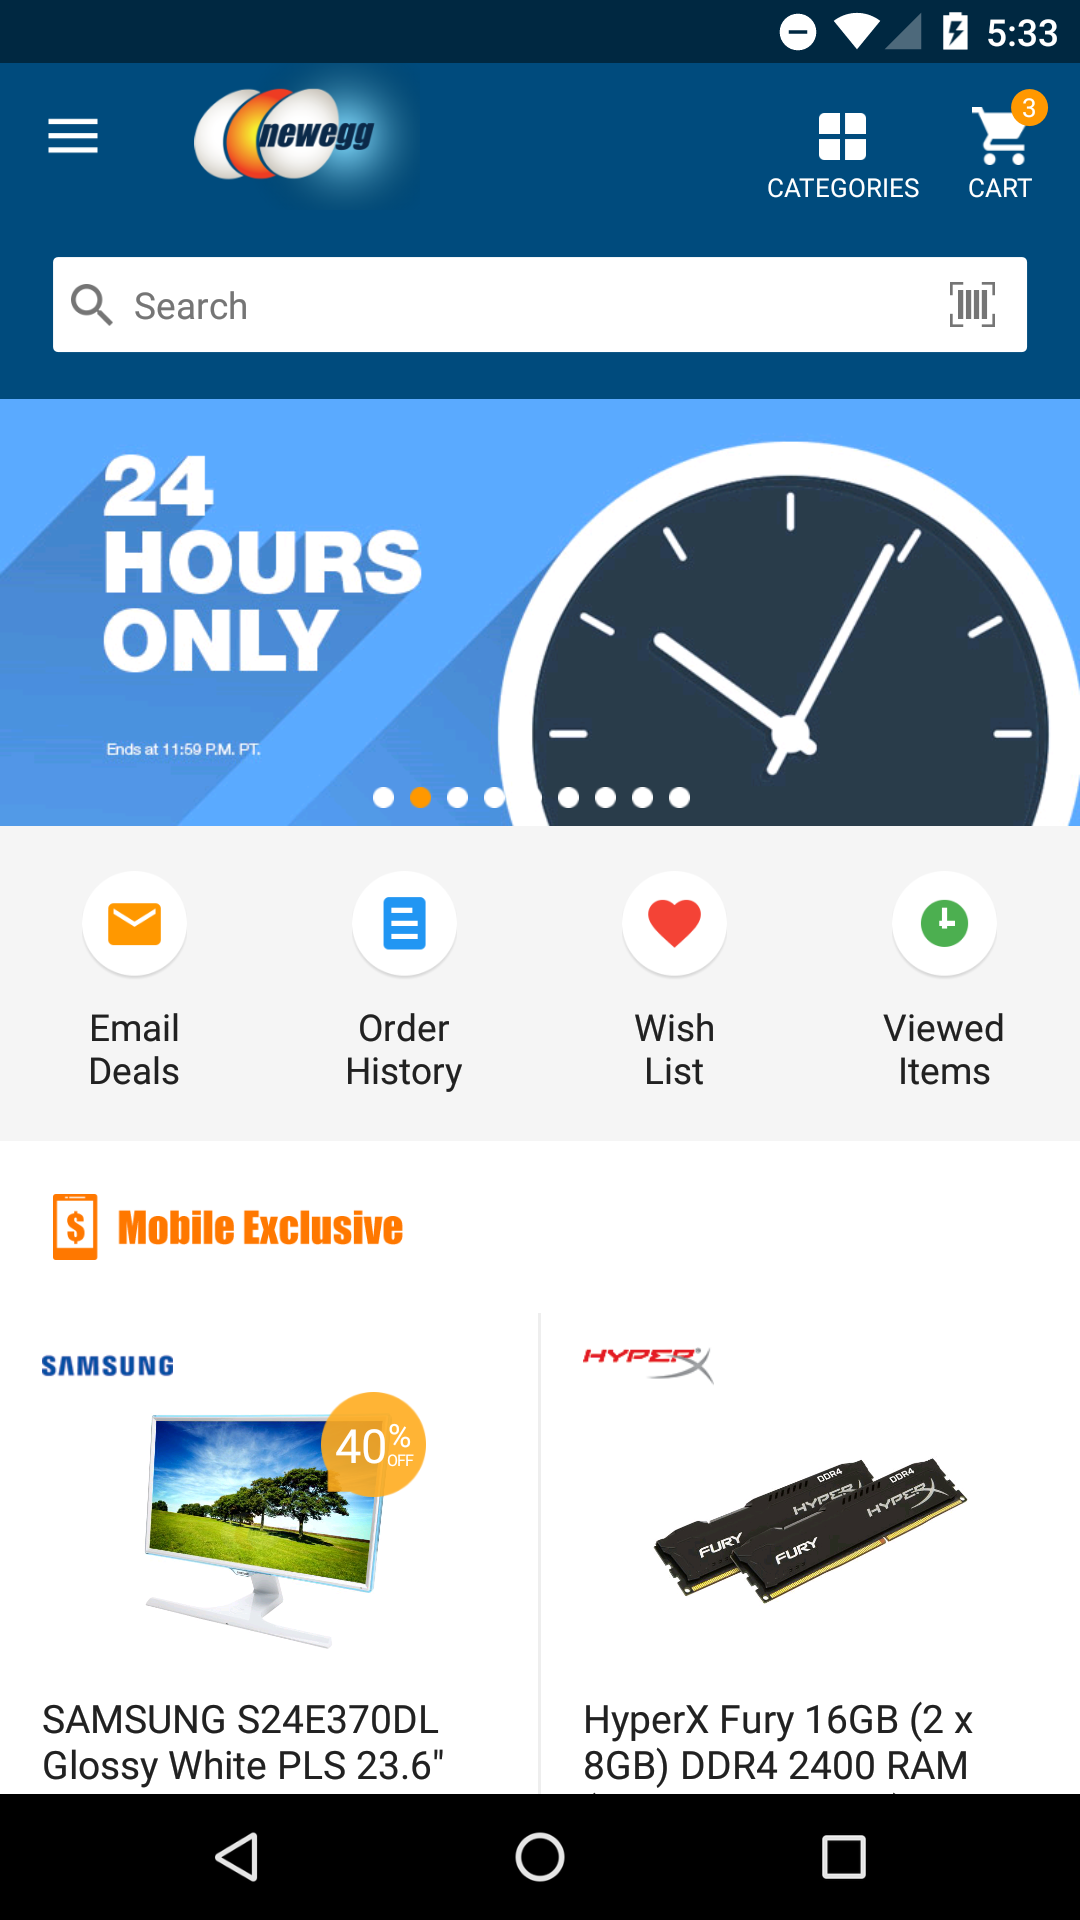 5:33
newegg
3
CATEGORIES
CART
Search
24
HOURS
ONLY
Ends at 11:59 P.M. PT.
Email
Deals
Order
History
Wish
List
Viewed
Items
$ Mobile Exclusive
SAMSUNG
40% OFF
SAMSUNG S24E370DL
Glossy White PLS 23.6"
HYPERX
DDR4
HYPERX
FURY
DDR4
HYPERX
FURY
HyperX Fury 16GB (2 x
8GB) DDR4 2400 RAM